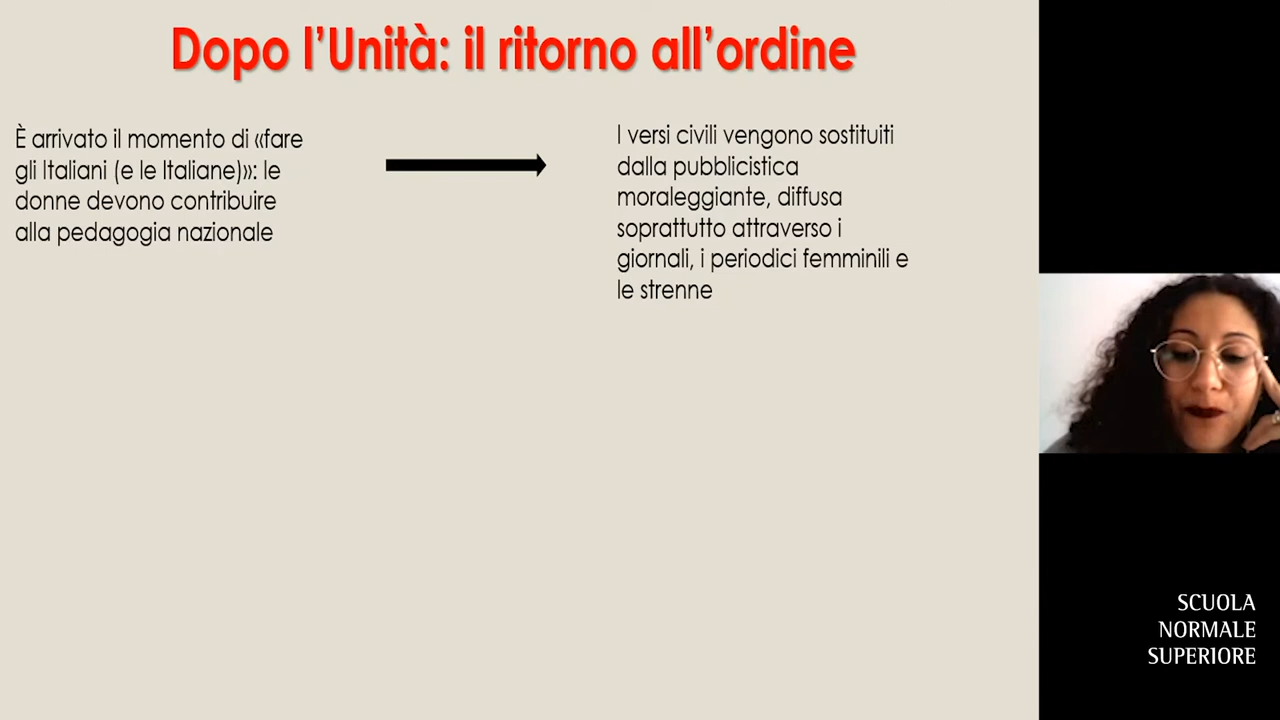 Dopo l’Unità: il ritorno all’ordine
È arrivato il momento di «fare
gli Italiani (e le Italiane)»: le
donne devono contribuire
alla pedagogia nazionale
I versi civili vengono sostituiti
dalla pubblicistica
moraleggiante, diffusa
soprattutto attraverso i
giornali, i periodici femminili e
le strenne
SCUOLA
NORMALE
SUPERIORE